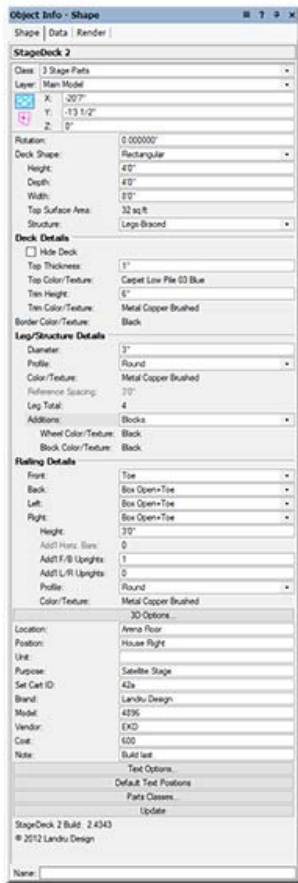 Object Info - Shape
Shape Data Render
StageDeck 2
Class: 3 Stage Parts
Layer: Main Model
X: -20'7"
Y: -13 1/2"
Z: 0"
Rotation: 0.000000°
Deck Shape: Rectangular
Height: 4'0"
Depth: 4'0"
Width: 8'0"
Top Surface Area: 32 sq ft
Structure: Legs-Braced
Deck Details
Hide Deck
Top Thickness: 1"
Top Color/Texture: Carpet Low Pile 03 Blue
Trim Height: 6"
Trim Color/Texture: Metal Copper Brushed
Border Color/Texture: Black
Leg/Structure Details
Diameter: 3"
Profile: Round
Color/Texture: Metal Copper Brushed
Reference Spacing: 3'0"
Leg Total: 4
Additions: Blocks
Wheel Color/Texture: Black
Block Color/Texture: Black
Railing Details
Front: Toe
Back: Box Open+Toe
Left: Box Open+Toe
Right: Box Open+Toe
Height: 3'0"
Add'l Horiz. Bars: 0
Add'l F/B Uprights: 1
Add'l L/R Uprights: 0
Profile: Round
Color/Texture: Metal Copper Brushed
3D Options...
Location: Arena Floor
Position: House Right
Unit:
Purpose: Satellite Stage
Set Cart ID: 42a
Brand: Landru Design
Model: 4896
Vendor: EKO
Cost: 600
Note: Build last
Text Options...
Default Text Positions
Parts Classes...
Update
StageDeck 2 Build: 2.4343
© 2012 Landru Design
Name: